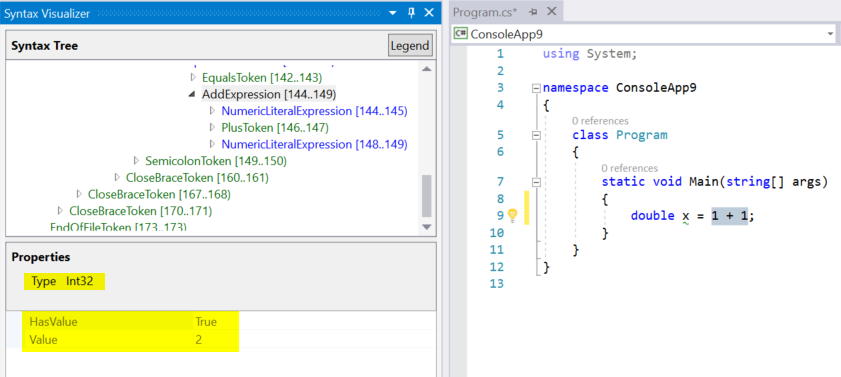 Syntax Visualizer
Syntax Tree
Legend
EqualsToken [142..143)
AddExpression [144..149)
NumericLiteralExpression [144..145)
PlusToken [146..147)
NumericLiteralExpression [148..149)
SemicolonToken [149..150)
CloseBraceToken [160..161)
CloseBraceToken [167..168)
CloseBraceToken [170..171)
EndOfFileToken [173..173)
Properties
Type Int32
HasValue True
Value 2
Program.cs*
C# ConsoleApp9
1 using System;
2
3 namespace ConsoleApp9
4 {
0 references
5 class Program
6 {
0 references
7 static void Main(string[] args)
8 {
9 double x = 1 + 1;
10 }
11 }
12 }
13